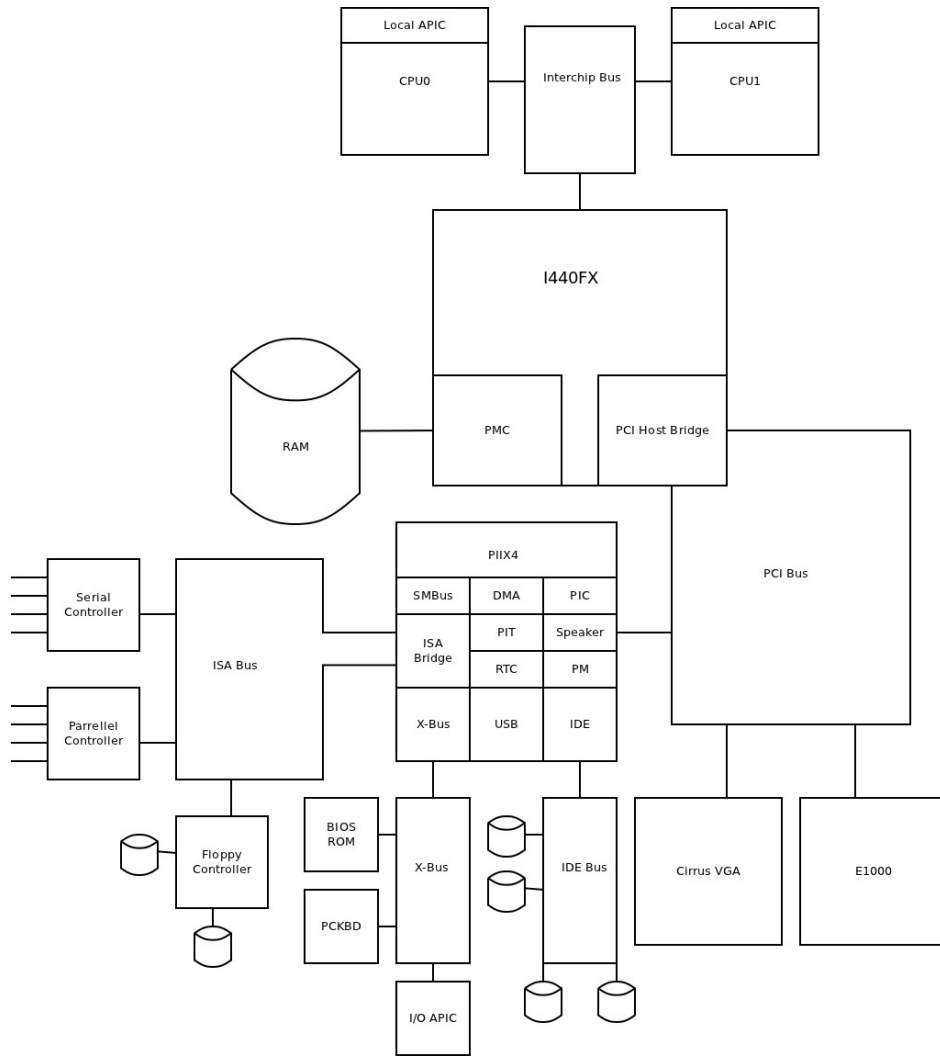 Local APIC
CPU0
Interchip Bus
Local APIC
CPU1
I440FX
PMC
PCI Host Bridge
RAM
PCI Bus
PIIX4
SMBus
DMA
PIC
ISA
Bridge
PIT
Speaker
RTC
PM
X-Bus
USB
IDE
Serial
Controller
ISA Bus
Parrellel
Controller
Floppy
Controller
BIOS
ROM
PCKBD
X-Bus
I/O APIC
IDE Bus
Cirrus VGA
E1000